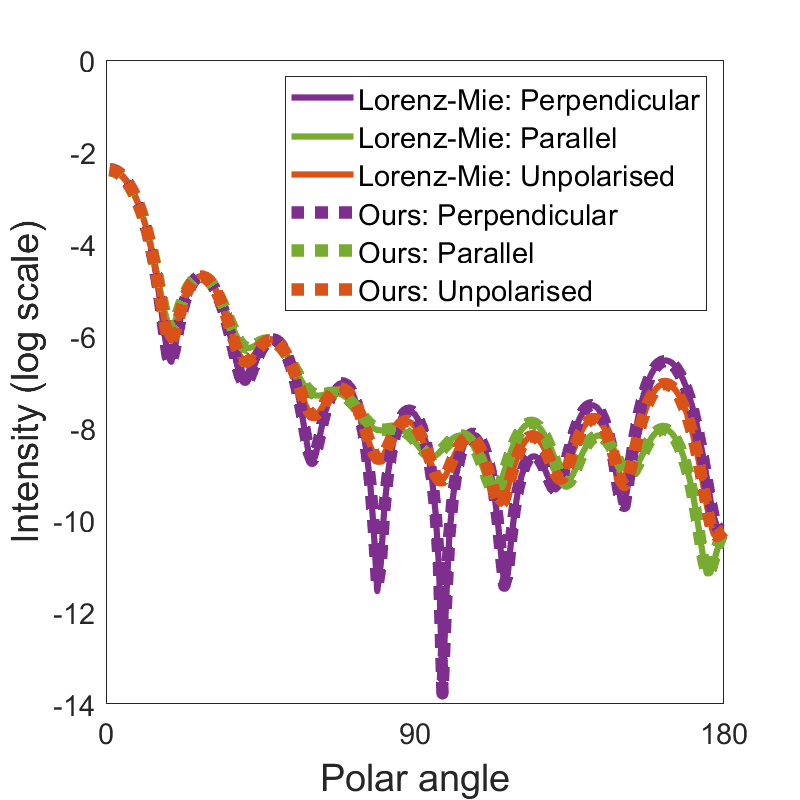 0
-2
-4
-6
-8
-10
-12
-14
Intensity (log scale)
Lorenz-Mie: Perpendicular
Lorenz-Mie: Parallel
Lorenz-Mie: Unpolarised
Ours: Perpendicular
Ours: Parallel
Ours: Unpolarised
0 90 180
Polar angle